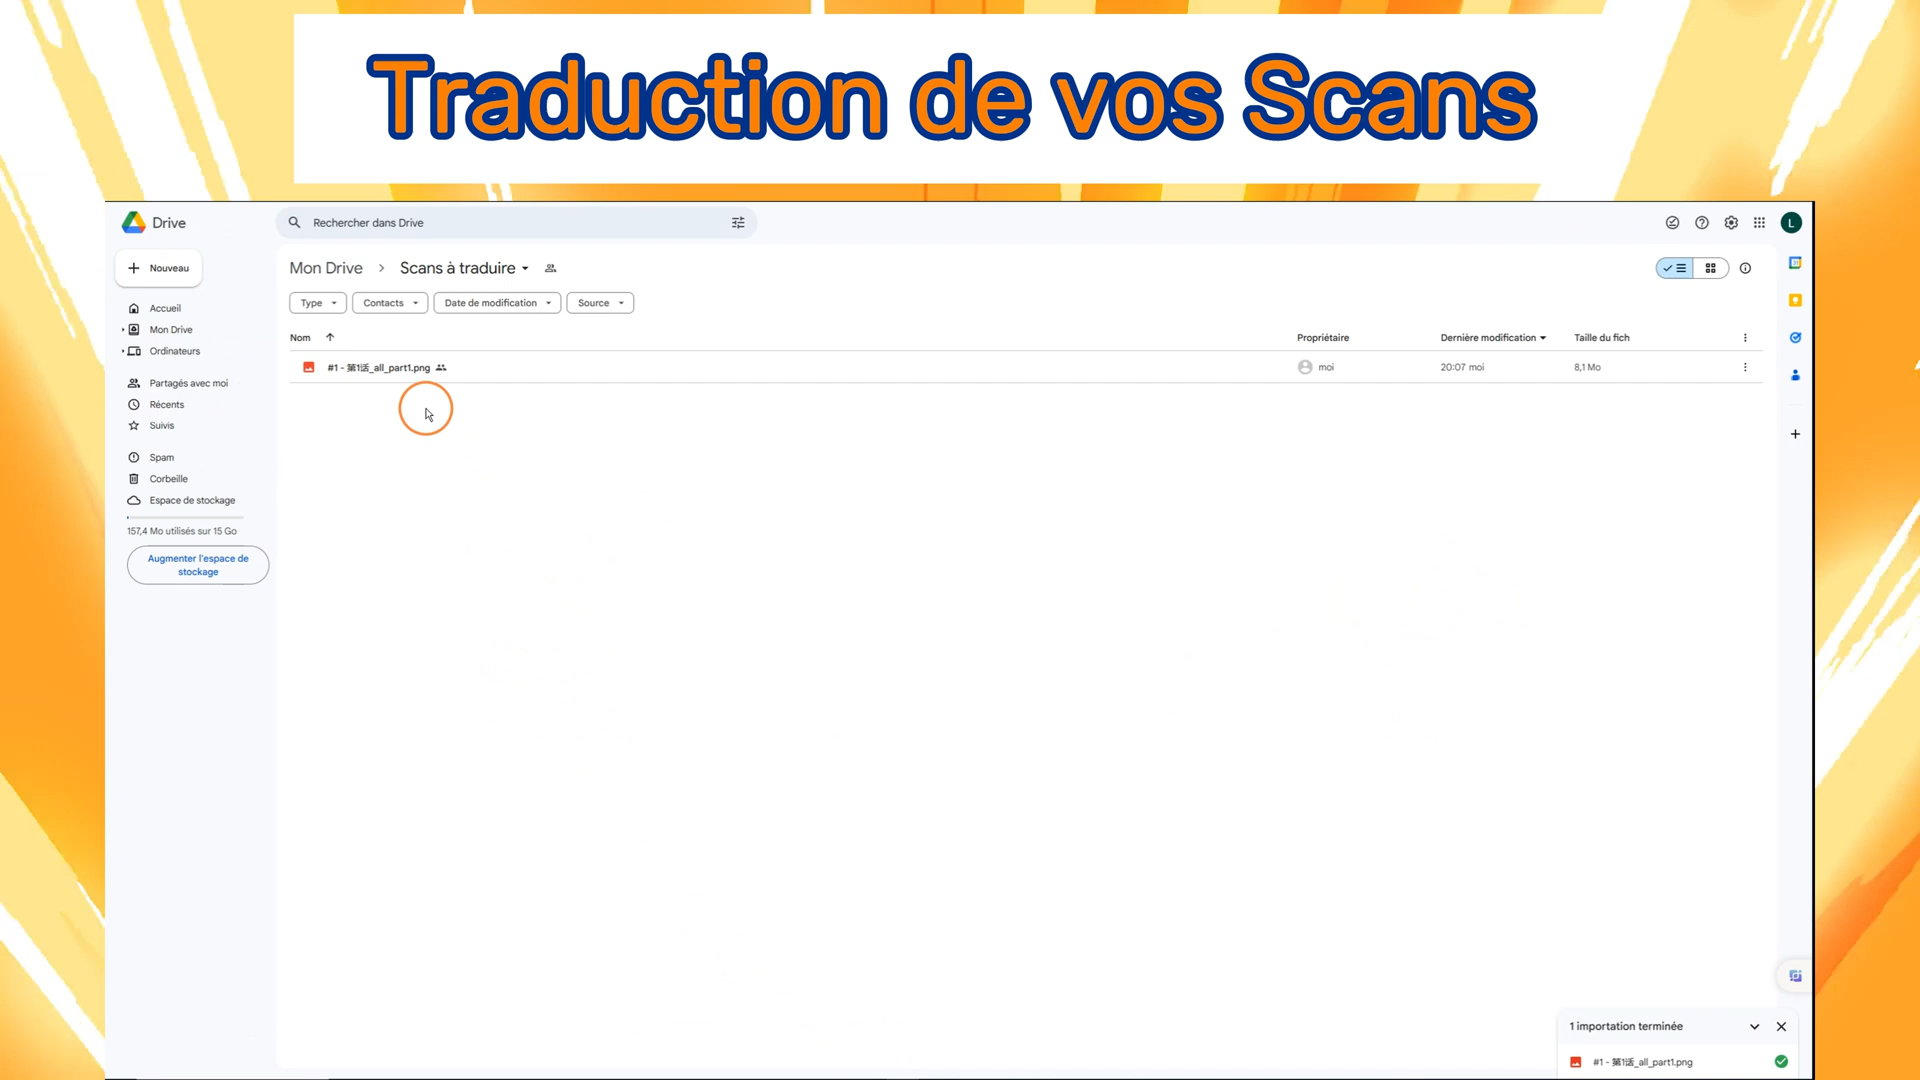 Traduction de vos Scans
Drive
Rechercher dans Drive
L
Nouveau
Mon Drive
Scans à traduire
Type
Contacts
Date de modification
Source
Accueil
Mon Drive
Ordinateurs
Partagés avec moi
Récents
Suivis
Spam
Corbeille
Espace de stockage
157,4 Mo utilisés sur 15 Go
Augmenter l'espace de
stockage
Nom
Propriétaire
Dernière modification
Taille du fich
#1 - 第1话_all_part1.png
moi
20:07 moi
8,1 Mo
31
1 importation terminée
#1 - 第1话_all_part1.png